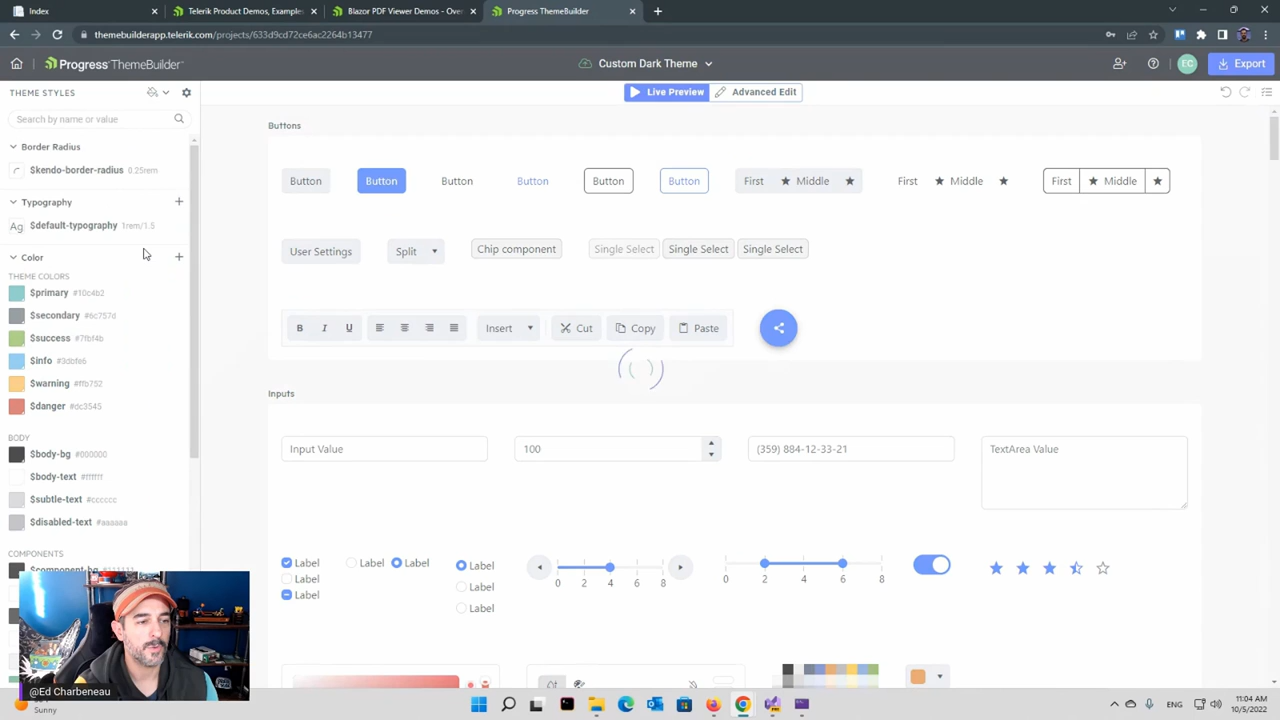 Index
Telerik Product Demos, Examples
Blazor PDF Viewer Demos - Over
Progress ThemeBuilder
themebuilderapp.telerik.com/projects/633d9cd72ce6ac2264b13477
Progress ThemeBuilder
Custom Dark Theme
EC
Export
THEME STYLES
Live Preview
Advanced Edit
Search by name or value
Border Radius
$kendo-border-radius 0.25rem
Typography
Ag $default-typography 1rem/1.5
Color
THEME COLORS
$primary #10c4b2
$secondary #6c757d
$success #7fbf4b
$info #3dbfe6
$warning #ffb752
$danger #dc3545
BODY
$body-bg #000000
$body-text #ffffff
$subtle-text #cccccc
$disabled-text #aaaaaa
COMPONENTS
$component-bg #111111
Buttons
Button Button Button Button Button Button First Middle First Middle First Middle
User Settings Split Chip component Single Select Single Select Single Select
B I U Insert Cut Copy Paste
Inputs
Input Value 100 (359) 884-12-33-21 TextArea Value
Label Label Label Label
Label Label
Label Label
0 2 4 6 8
0 2 4 6 8
@Ed Charbeneau
Sunny
ENG
11:04 AM
10/5/2022